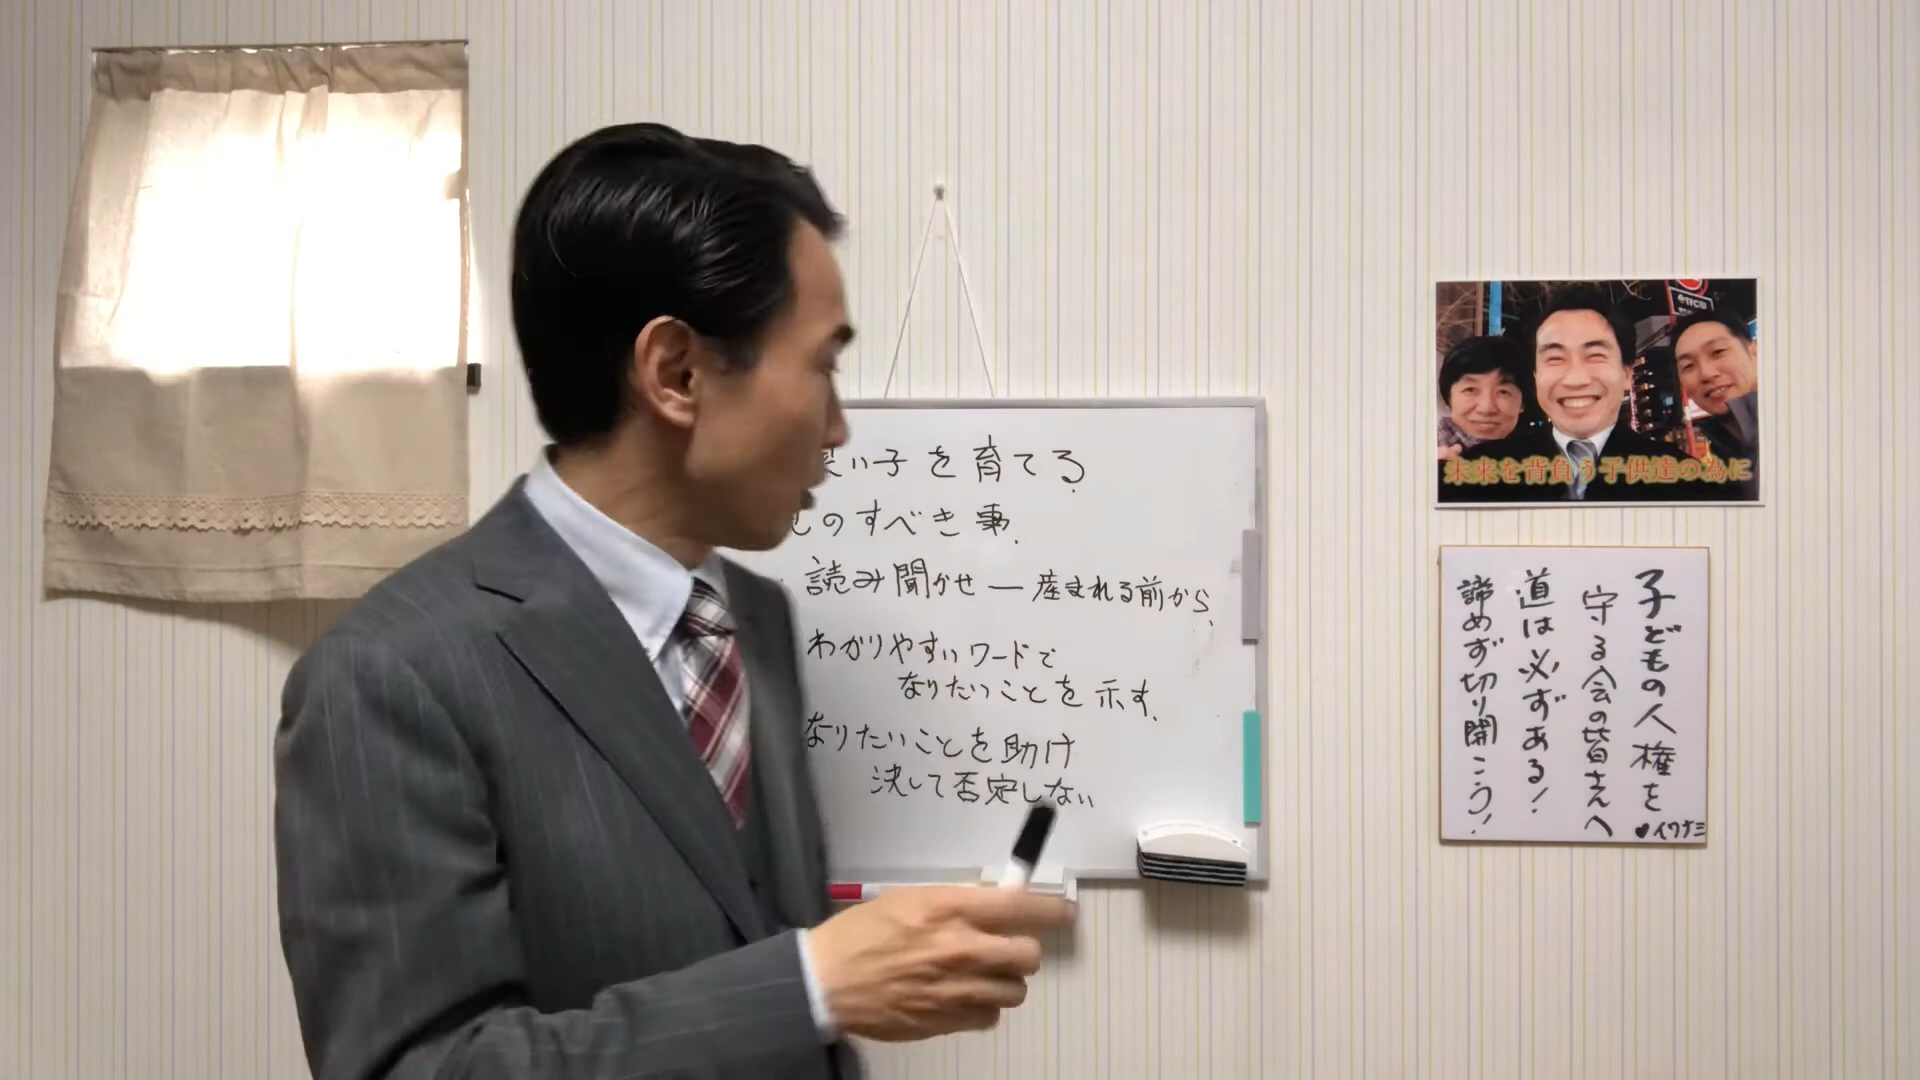 い子を育てる
のすべき事.
読み聞かせ ― 産まれる前から.
わかりやすいワードで
なりたいことを示す.
なりたいことを助け
決して否定しない
未来を背負う子供達の為に
子どもの人権を
守る会の皆さんへ
道は必ずある!
諦めず切り開こう!
♥イワナミ